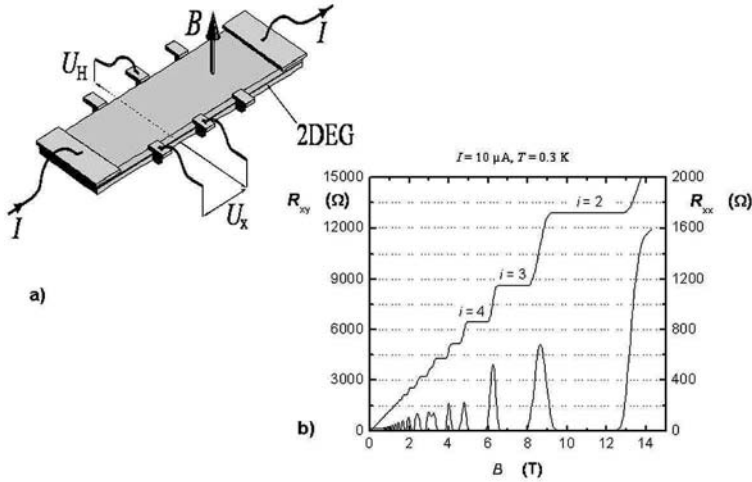 B
I
U_H
2DEG
U_x
I
a)
I = 10 µA, T = 0.3 K
R_xy (Ω)
R_xx (Ω)
15000
12000
9000
6000
3000
0
2000
1600
1200
800
400
0
i = 2
i = 3
i = 4
b)
0 2 4 6 8 10 12 14
B (T)